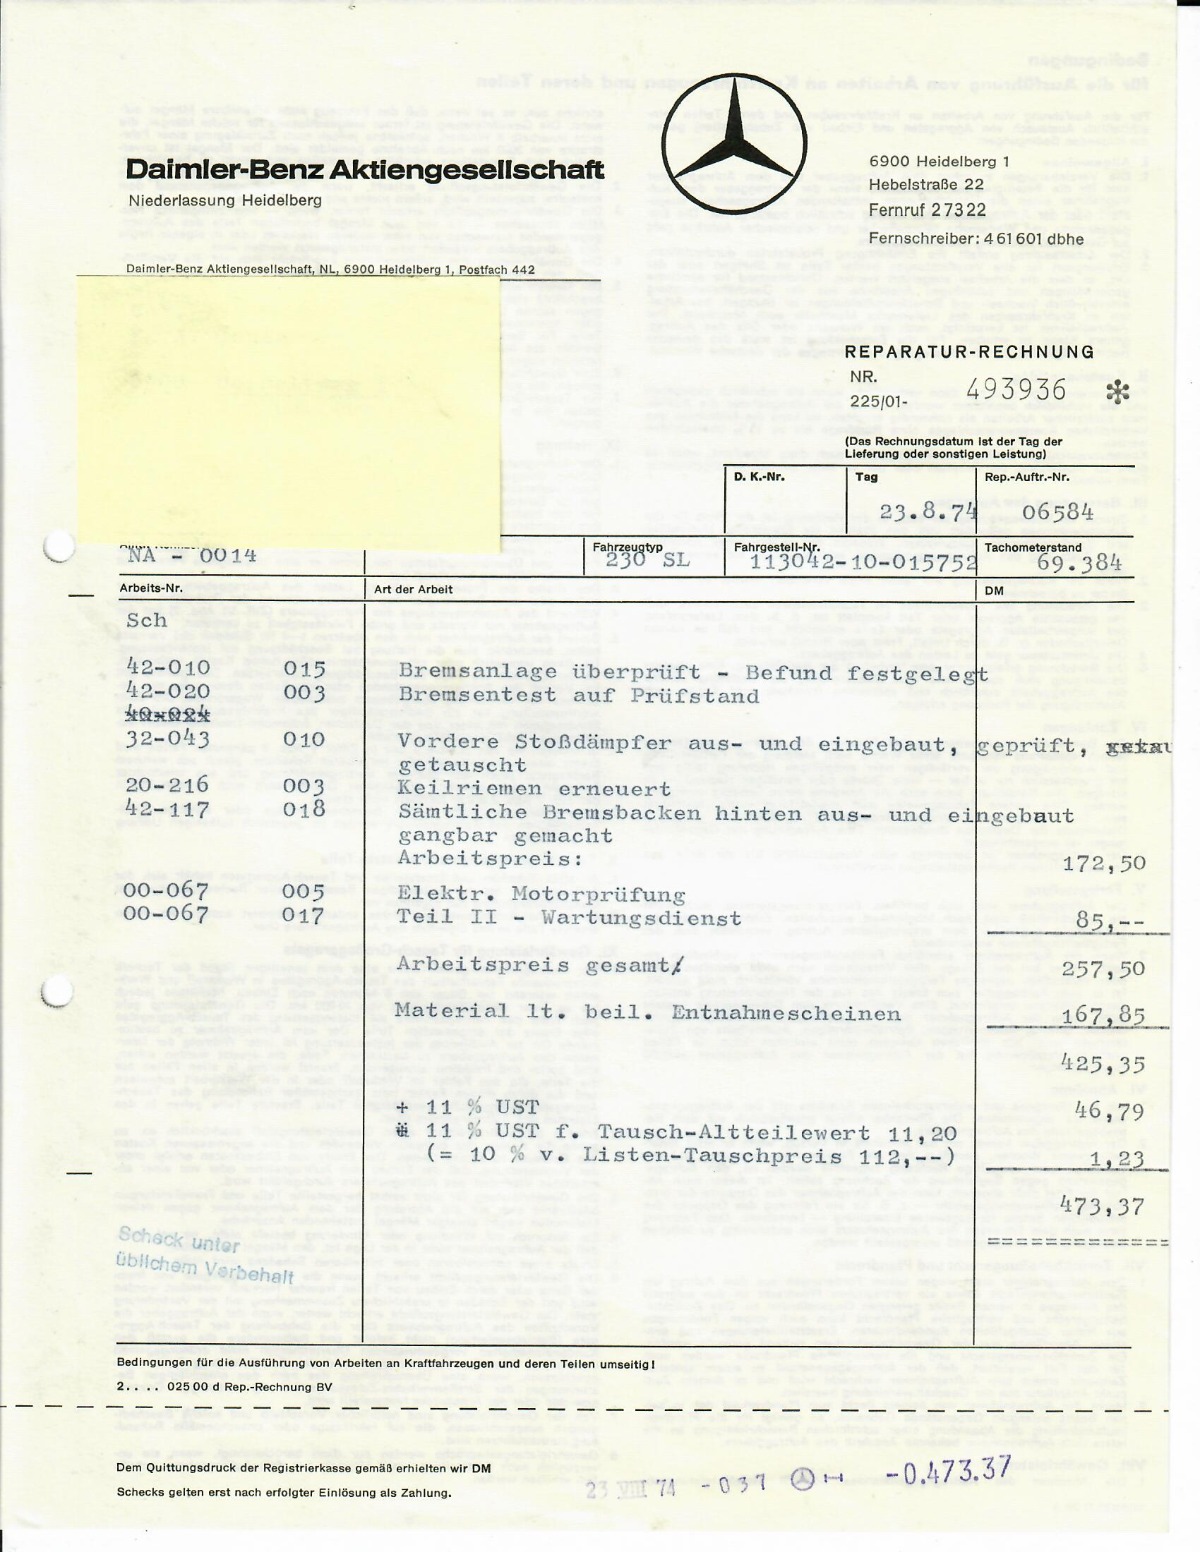 Daimler-Benz Aktiengesellschaft
Niederlassung Heidelberg
6900 Heidelberg 1
Hebelstraße 22
Fernruf 2 73 22
Fernschreiber: 4 61 601 dbhe
Daimler-Benz Aktiengesellschaft, NL, 6900 Heidelberg 1, Postfach 442
REPARATUR-RECHNUNG
NR.
225/01- 493936 *
(Das Rechnungsdatum ist der Tag der
Lieferung oder sonstigen Leistung)
D. K.-Nr. Tag Rep.-Auftr.-Nr.
23.8.74 06584
Fahrzeugtyp Fahrgestell-Nr. Tachometerstand
NA - 0014 230 SL 113042-10-015752 69.384
Arbeits-Nr. Art der Arbeit DM
Sch
42-010 015 Bremsanlage überprüft - Befund festgelegt
42-020 003 Bremsentest auf Prüfstand
32-043 010 Vordere Stoßdämpfer aus- und eingebaut, geprüft,
getauscht
20-216 003 Keilriemen erneuert
42-117 018 Sämtliche Bremsbacken hinten aus- und eingebaut
gangbar gemacht
Arbeitspreis: 172,50
00-067 005 Elektr. Motorprüfung
00-067 017 Teil II - Wartungsdienst 85,--
Arbeitspreis gesamt/ 257,50
Material lt. beil. Entnahmescheinen 167,85
425,35
+ 11 % UST 46,79
11 % UST f. Tausch-Altteilewert 11,20
(= 10 % v. Listen-Tauschpreis 112,--) 1,23
473,37
=============
Scheck unter
üblichem Vorbehalt
Bedingungen für die Ausführung von Arbeiten an Kraftfahrzeugen und deren Teilen umseitig!
2. . . . 025 00 d Rep.-Rechnung BV
Dem Quittungsdruck der Registrierkasse gemäß erhielten wir DM
Schecks gelten erst nach erfolgter Einlösung als Zahlung.
23 VIII 74 - 037 H -0.473.37